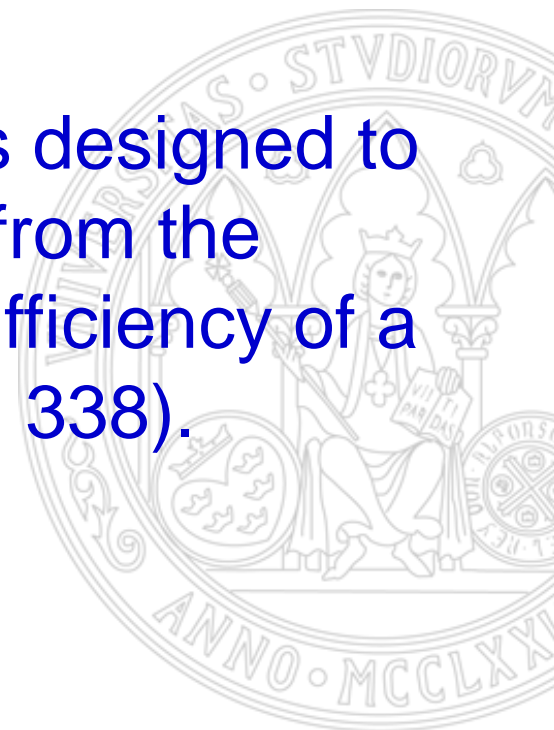 s designed to
from the
fficiency of a
338).
STVDIORVM
ANNO · MCCLXX